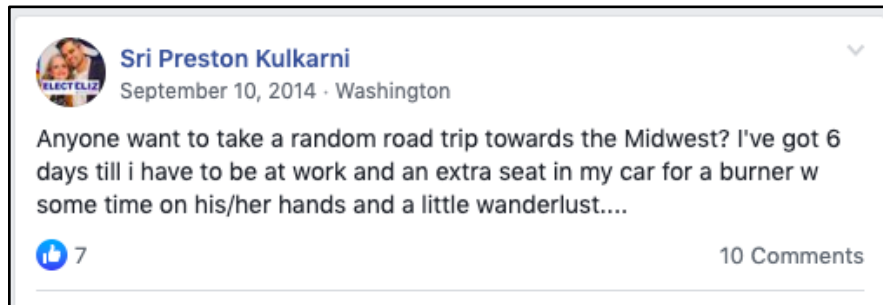 Sri Preston Kulkarni
September 10, 2014 · Washington
ELECT ELIZ
Anyone want to take a random road trip towards the Midwest? I've got 6
days till i have to be at work and an extra seat in my car for a burner w
some time on his/her hands and a little wanderlust....
7
10 Comments